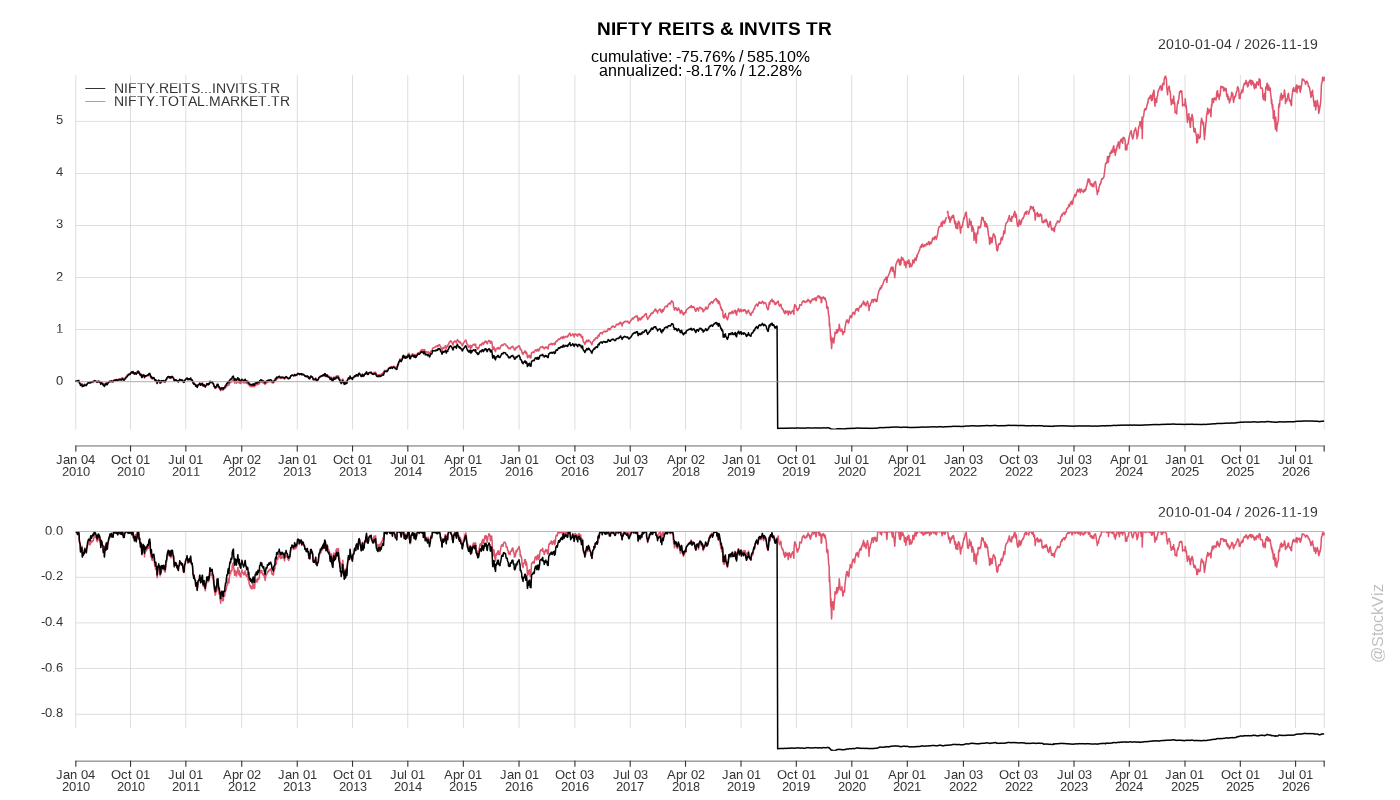 NIFTY REITS & INVITS TR
2010-01-04 / 2026-11-19
cumulative: -75.76% / 585.10%
annualized: -8.17% / 12.28%
NIFTY.REITS...INVITS.TR
NIFTY.TOTAL.MARKET.TR
5
4
3
2
1
0
Jan 04 Oct 01 Jul 01 Apr 02 Jan 01 Oct 01 Jul 01 Apr 01 Jan 01 Oct 03 Jul 03 Apr 02 Jan 01 Oct 01 Jul 01 Apr 01 Jan 03 Oct 03 Jul 03 Apr 01 Jan 01 Oct 01 Jul 01
2010 2010 2011 2012 2013 2013 2014 2015 2016 2016 2017 2018 2019 2019 2020 2021 2022 2022 2023 2024 2025 2025 2026
2010-01-04 / 2026-11-19
0.0
-0.2
-0.4
-0.6
-0.8
Jan 04 Oct 01 Jul 01 Apr 02 Jan 01 Oct 01 Jul 01 Apr 01 Jan 01 Oct 03 Jul 03 Apr 02 Jan 01 Oct 01 Jul 01 Apr 01 Jan 03 Oct 03 Jul 03 Apr 01 Jan 01 Oct 01 Jul 01
2010 2010 2011 2012 2013 2013 2014 2015 2016 2016 2017 2018 2019 2019 2020 2021 2022 2022 2023 2024 2025 2025 2026
@StockViz